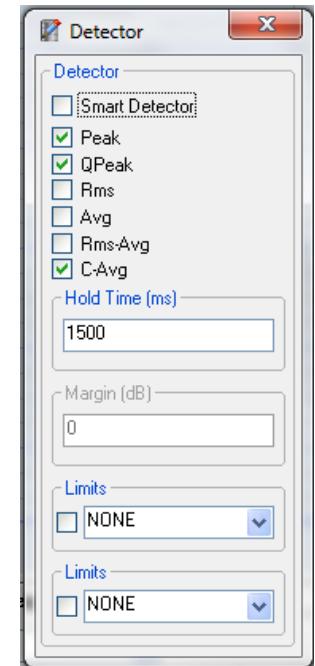 Detector
Detector
Smart Detector
Peak
QPeak
Rms
Avg
Rms-Avg
C-Avg
Hold Time (ms)
1500
Margin (dB)
0
Limits
NONE
Limits
NONE